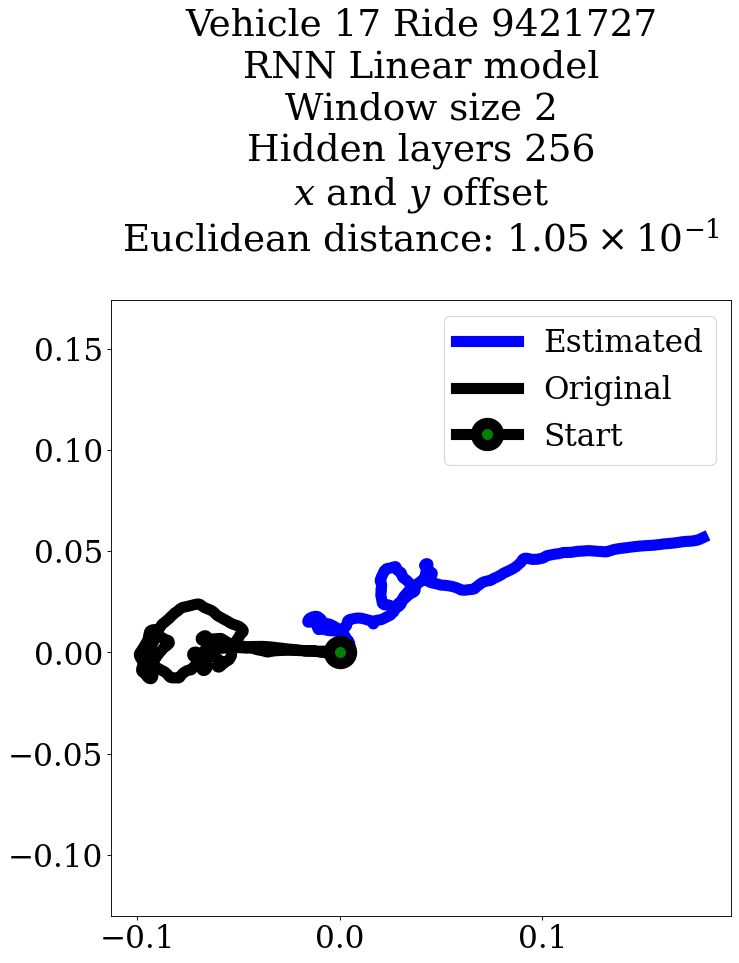 Vehicle 17 Ride 9421727
RNN Linear model
Window size 2
Hidden layers 256
x and y offset
Euclidean distance: 1.05 × 10⁻¹
Estimated
Original
Start
0.15
0.10
0.05
0.00
−0.05
−0.10
−0.1 0.0 0.1